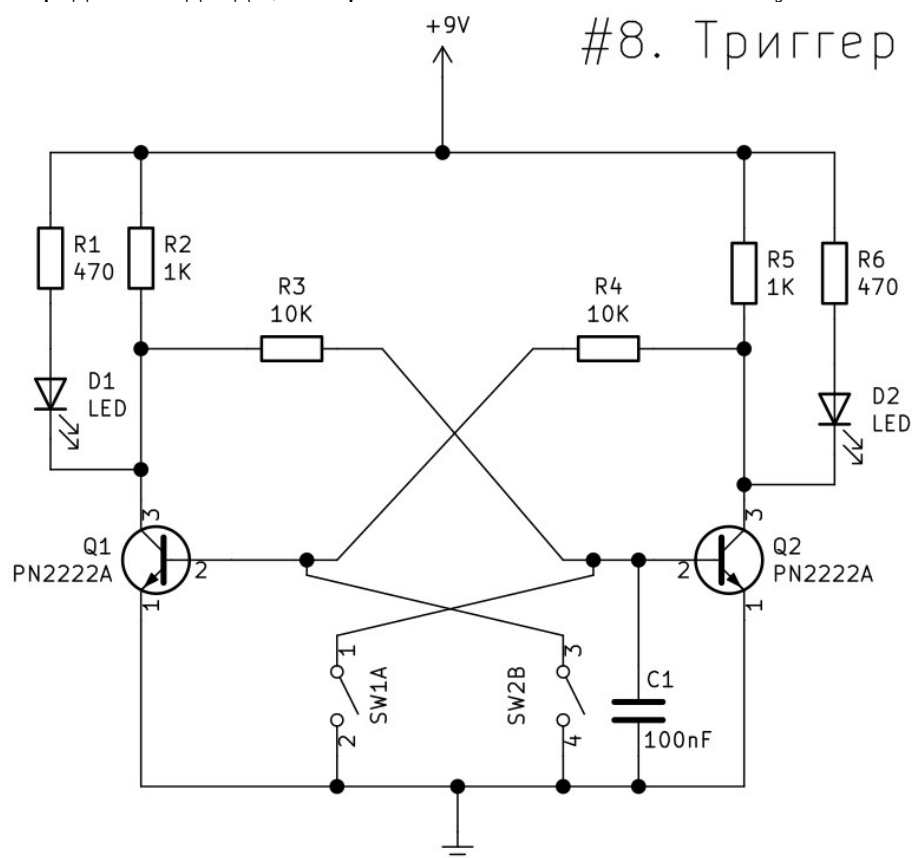 +9V
#8. Триггер
R1
470
R2
1K
R3
10K
R4
10K
R5
1K
R6
470
D1
LED
D2
LED
3
3
Q1
PN2222A
2
1
2
Q2
PN2222A
1
1
SW1A
2
3
SW2B
4
C1
100nF